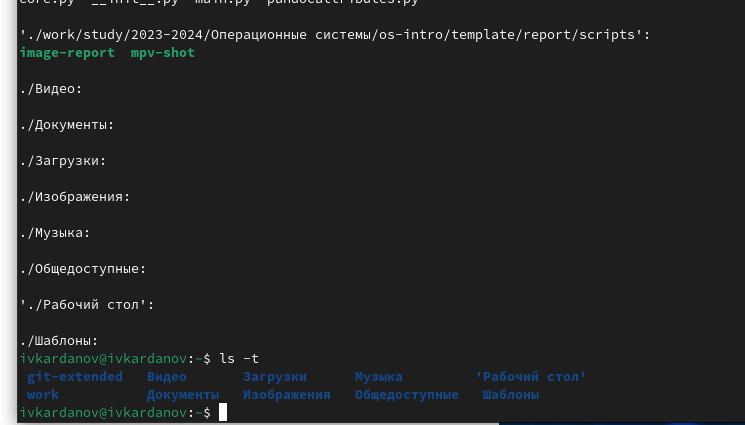 core.py  __init__.py  main.py  pandocattributes.py
'./work/study/2023-2024/Операционные системы/os-intro/template/report/scripts':
image-report  mpv-shot
./Видео:
./Документы:
./Загрузки:
./Изображения:
./Музыка:
./Общедоступные:
'./Рабочий стол':
./Шаблоны:
ivkardanov@ivkardanov:~$ ls -t
git-extended   Видео       Загрузки      Музыка         'Рабочий стол'
work           Документы   Изображения   Общедоступные   Шаблоны
ivkardanov@ivkardanov:~$